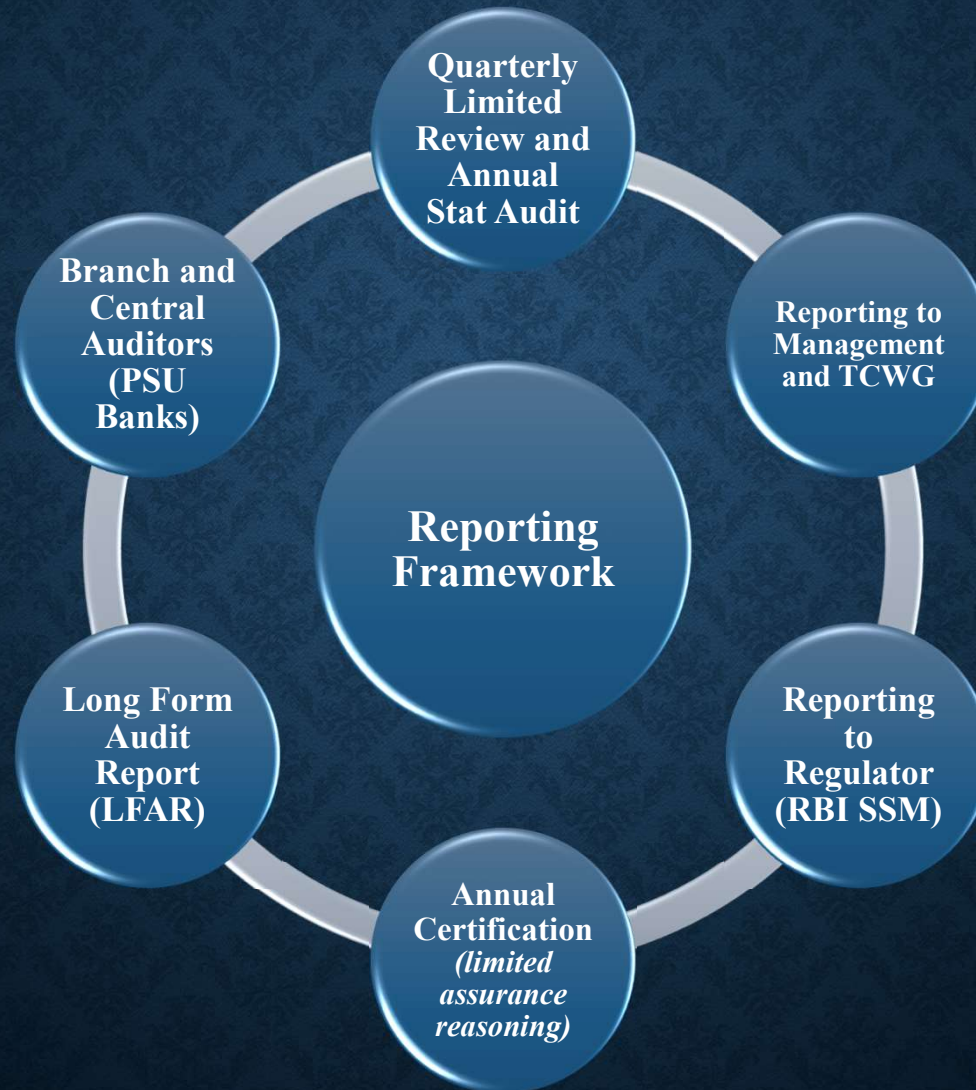 Quarterly
Limited
Review and
Annual
Stat Audit
Branch and
Central
Auditors
(PSU
Banks)
Reporting to
Management
and TCWG
Reporting
Framework
Long Form
Audit
Report
(LFAR)
Reporting
to
Regulator
(RBI SSM)
Annual
Certification
(limited
assurance
reasoning)